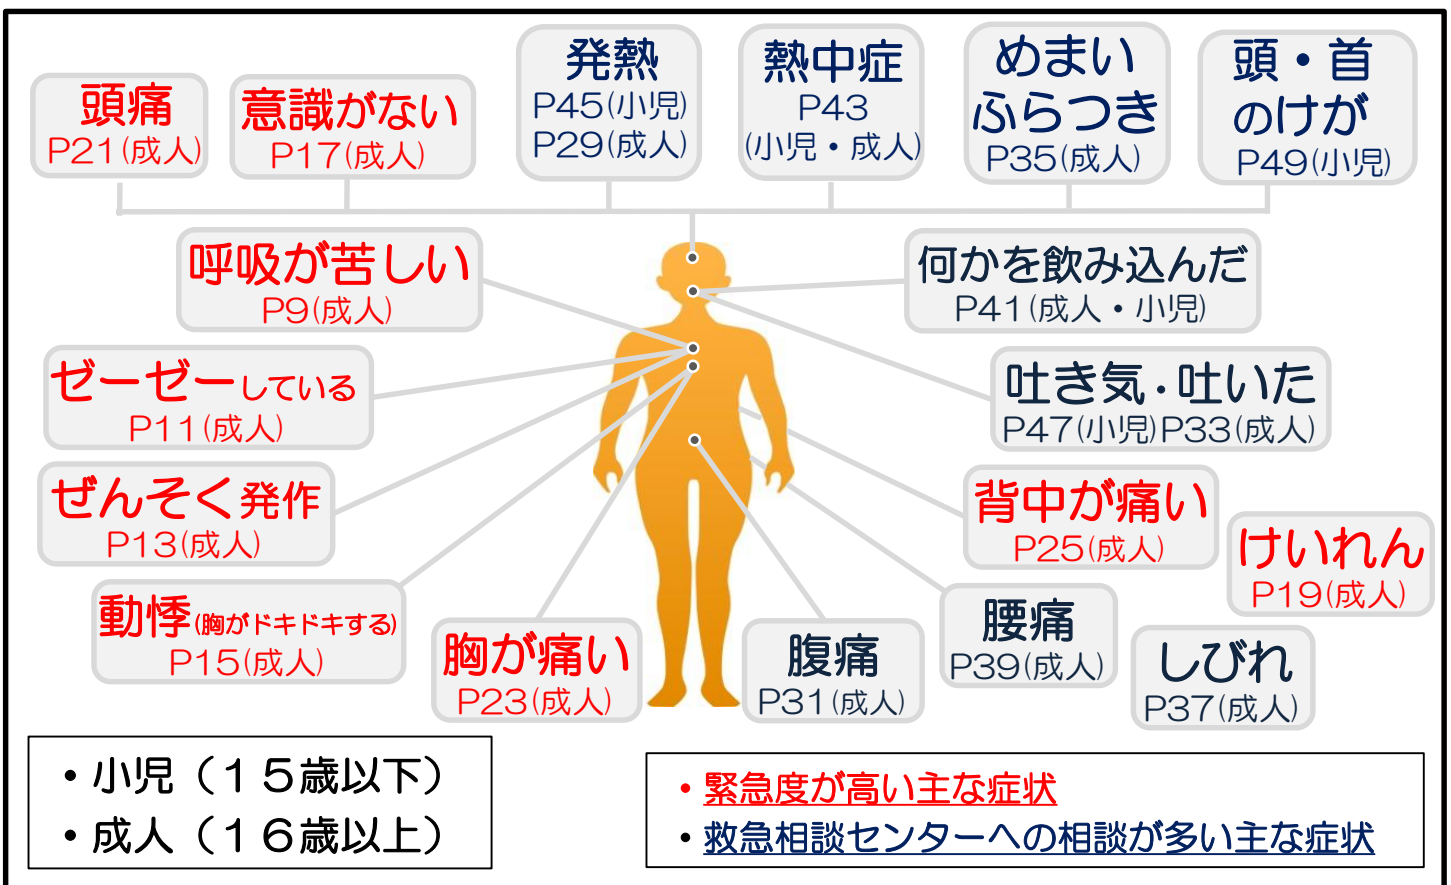 頭痛
P21(成人)
意識がない
P17(成人)
発熱
P45(小児)
P29(成人)
熱中症
P43
(小児・成人)
めまい
ふらつき
P35(成人)
頭・首
のけが
P49(小児)
呼吸が苦しい
P9(成人)
何かを飲み込んだ
P41(成人・小児)
ゼーゼーしている
P11(成人)
吐き気・吐いた
P47(小児)P33(成人)
ぜんそく発作
P13(成人)
背中が痛い
P25(成人)
けいれん
P19(成人)
動悸(胸がドキドキする)
P15(成人)
胸が痛い
P23(成人)
腹痛
P31(成人)
腰痛
P39(成人)
しびれ
P37(成人)
・小児（１５歳以下）
・成人（１６歳以上）
・緊急度が高い主な症状
・救急相談センターへの相談が多い主な症状